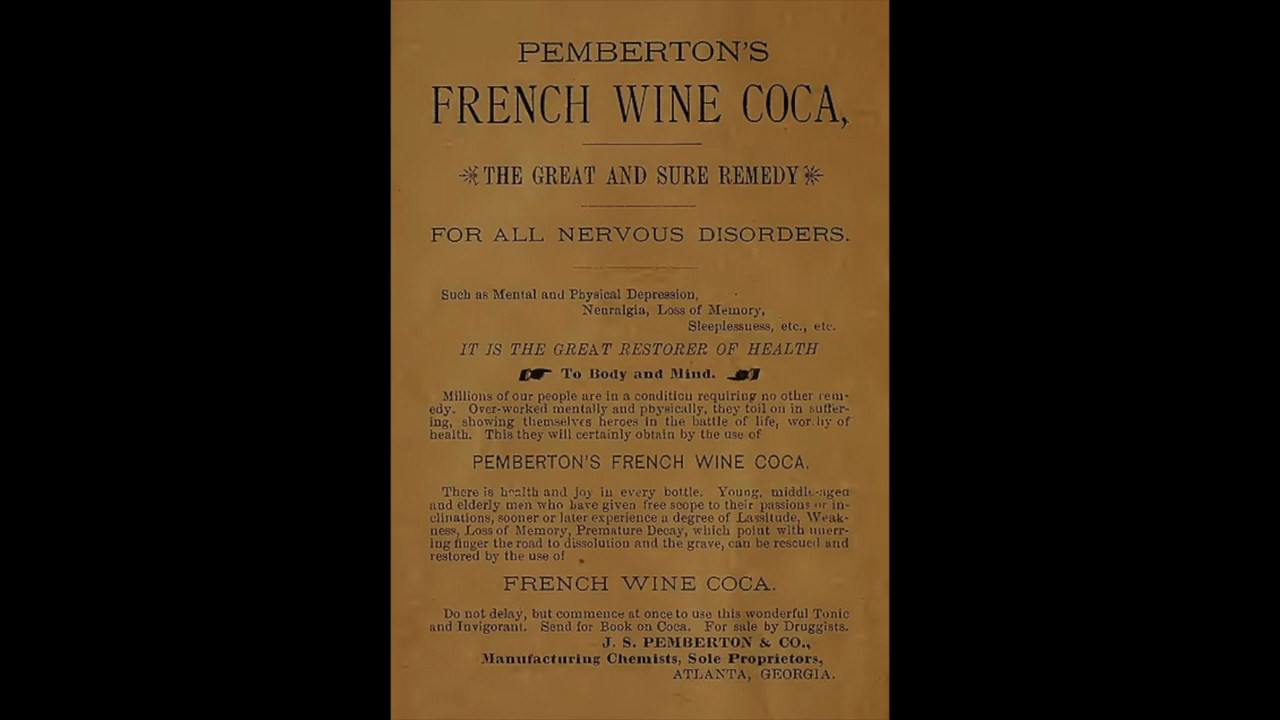 PEMBERTON'S
FRENCH WINE COCA,
THE GREAT AND SURE REMEDY
FOR ALL NERVOUS DISORDERS.
Such as Mental and Physical Depression,
Neuralgia, Loss of Memory,
Sleeplessness, etc., etc.
IT IS THE GREAT RESTORER OF HEALTH
To Body and Mind.
Millions of our people are in a condition requiring no other rem-
edy. Over-worked mentally and physically, they toil on in suffer-
ing, showing themselves heroes in the battle of life, worthy of
health. This they will certainly obtain by the use of
PEMBERTON'S FRENCH WINE COCA.
There is health and joy in every bottle. Young, middle-aged
and elderly men who have given free scope to their passions or in-
clinations, sooner or later experience a degree of Lassitude, Weak-
ness, Loss of Memory, Premature Decay, which point with unerr-
ing finger the road to dissolution and the grave, can be rescued and
restored by the use of
FRENCH WINE COCA.
Do not delay, but commence at once to use this wonderful Tonic
and Invigorant. Send for Book on Coca. For sale by Druggists.
J. S. PEMBERTON & CO.,
Manufacturing Chemists, Sole Proprietors,
ATLANTA, GEORGIA.